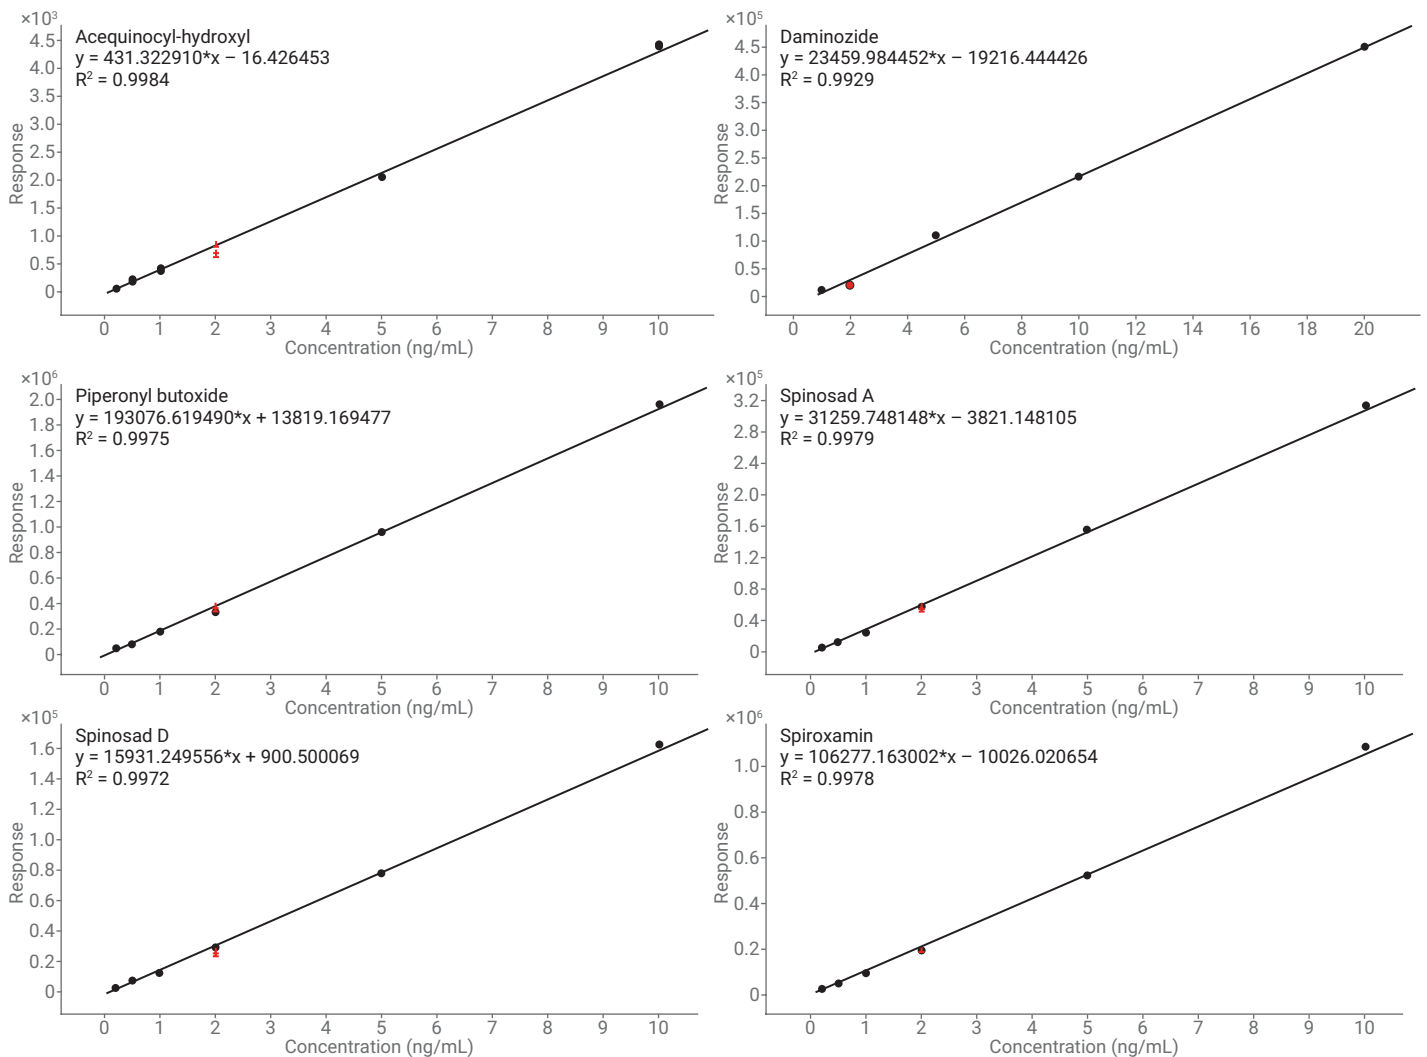 ×10³
Acequinocyl-hydroxyl
y = 431.322910*x – 16.426453
R² = 0.9984
Response
4.5
4.0
3.5
3.0
2.5
2.0
1.5
1.0
0.5
0
0 1 2 5 6 7 8 9 10
3 4
Concentration (ng/mL)
×10⁵
Daminozide
y = 23459.984452*x – 19216.444426
R² = 0.9929
Response
4.5
4.0
3.5
3.0
2.5
2.0
1.5
1.0
0.5
0
0 2 4 6 8 10 12 14 16 18 20
Concentration (ng/mL)
×10⁶
Piperonyl butoxide
y = 193076.619490*x + 13819.169477
R² = 0.9975
Response
2.0
1.8
1.6
1.4
1.2
1.0
0.8
0.6
0.4
0.2
0
0 1 2 3 4 5 6 7 8 9 10
Concentration (ng/mL)
×10⁵
Spinosad A
y = 31259.748148*x – 3821.148105
R² = 0.9979
Response
3.2
2.8
2.4
2.0
1.6
1.2
0.8
0.4
0
0 1 2 3 4 5 6 7 8 9 10
Concentration (ng/mL)
×10⁵
Spinosad D
y = 15931.249556*x + 900.500069
R² = 0.9972
Response
1.6
1.4
1.2
1.0
0.8
0.6
0.4
0.2
0
0 1 2 3 4 5 6 7 8 9 10
Concentration (ng/mL)
×10⁶
Spiroxamin
y = 106277.163002*x – 10026.020654
R² = 0.9978
Response
1.0
0.8
0.6
0.4
0.2
0
0 1 2 3 4 5 6 7 8 9 10
Concentration (ng/mL)